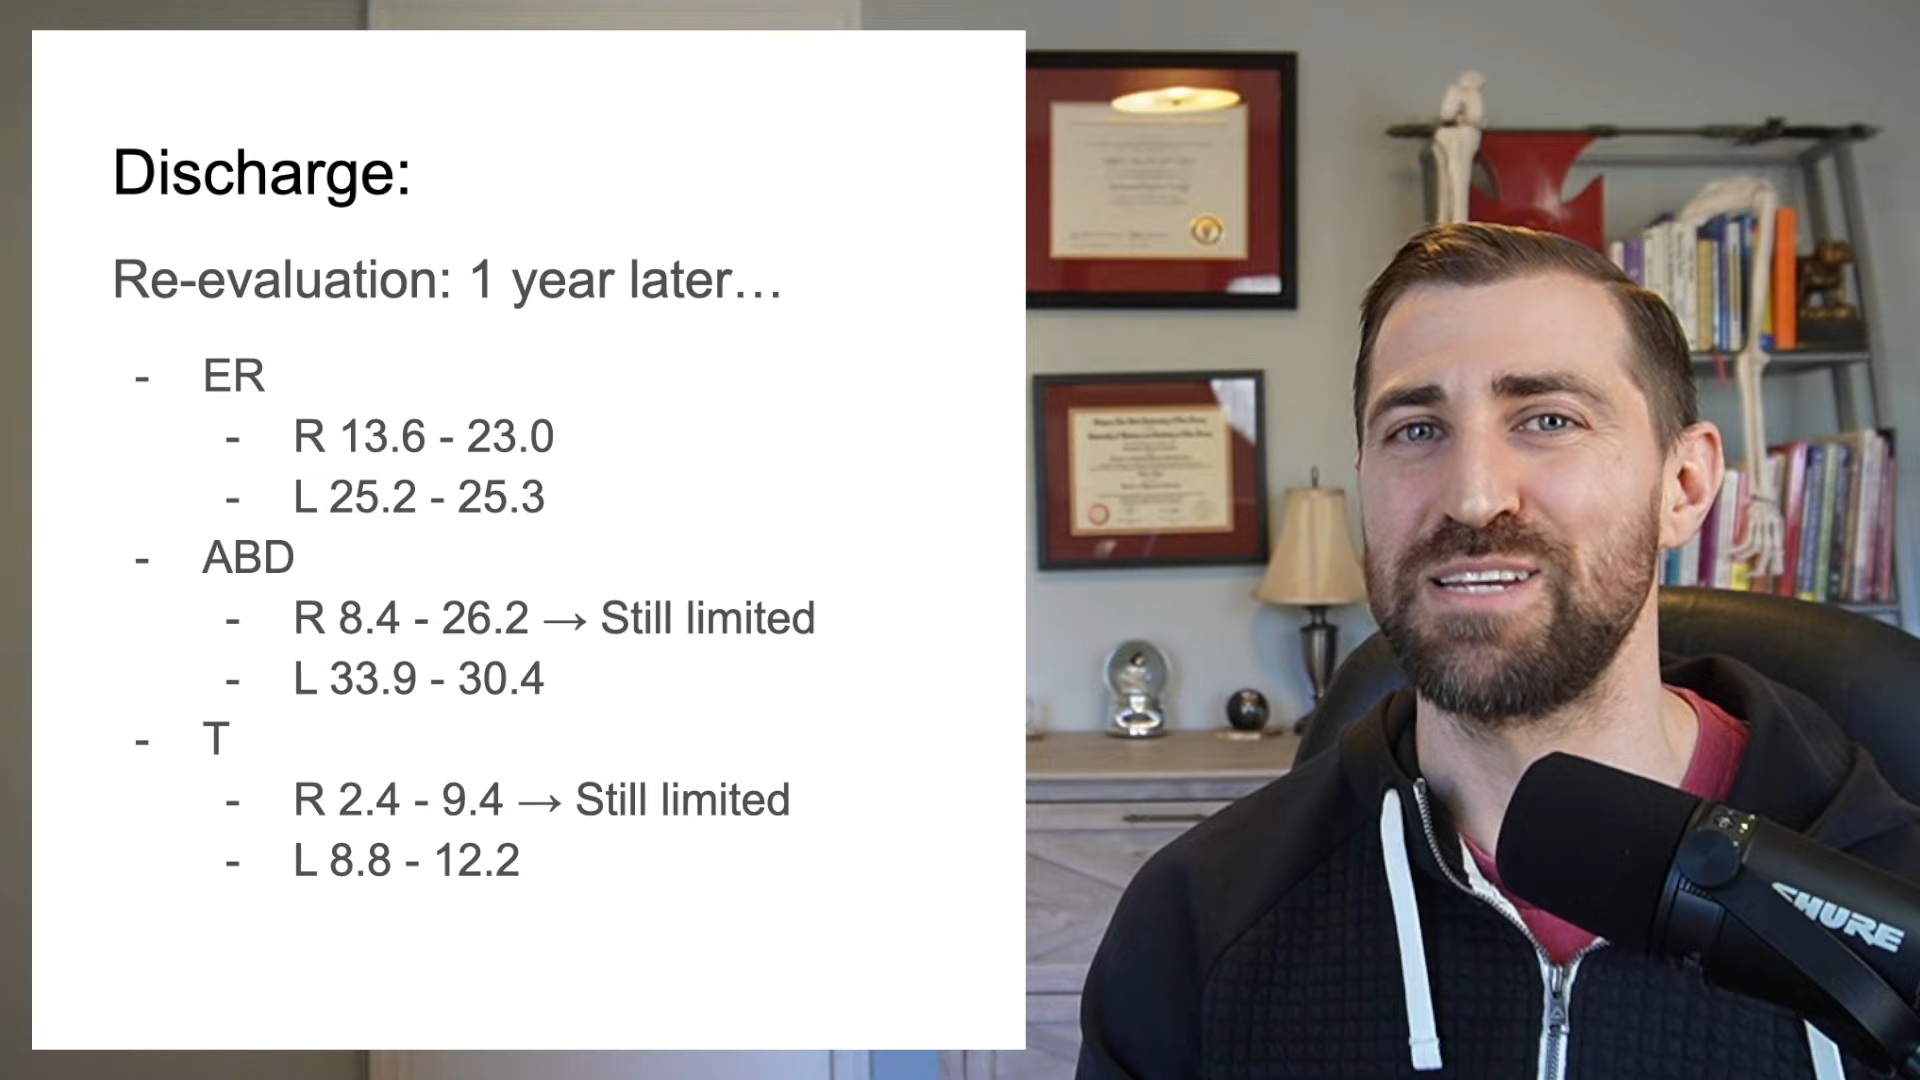 Discharge:
Re-evaluation: 1 year later…
- ER
- R 13.6 - 23.0
- L 25.2 - 25.3
- ABD
- R 8.4 - 26.2 → Still limited
- L 33.9 - 30.4
- T
- R 2.4 - 9.4 → Still limited
- L 8.8 - 12.2
SHURE